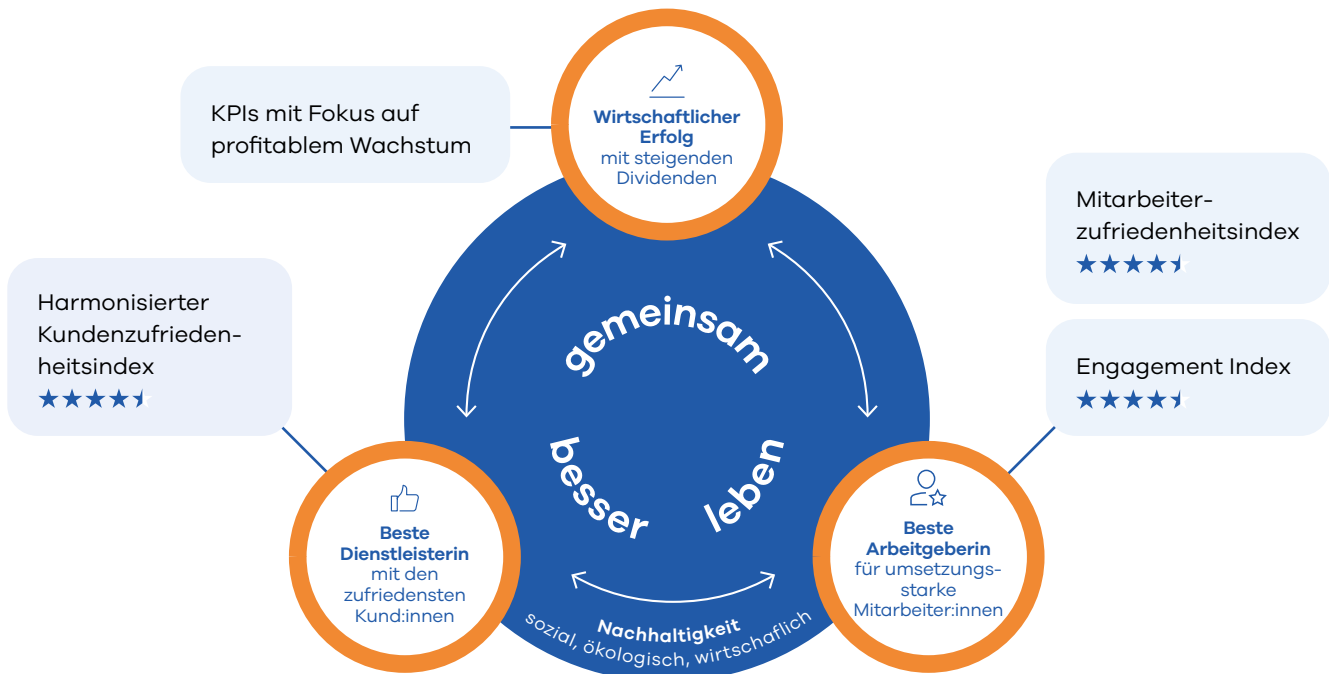 KPIs mit Fokus auf
profitablem Wachstum
Wirtschaftlicher
Erfolg
mit steigenden
Dividenden
Mitarbeiter-
zufriedenheitsindex
Harmonisierter
Kundenzufrieden-
heitsindex
Engagement Index
gemeinsam
besser
leben
Beste
Dienstleisterin
mit den
zufriedensten
Kund:innen
Beste
Arbeitgeberin
für umsetzungs-
starke
Mitarbeiter:innen
Nachhaltigkeit
sozial, ökologisch, wirtschaflich